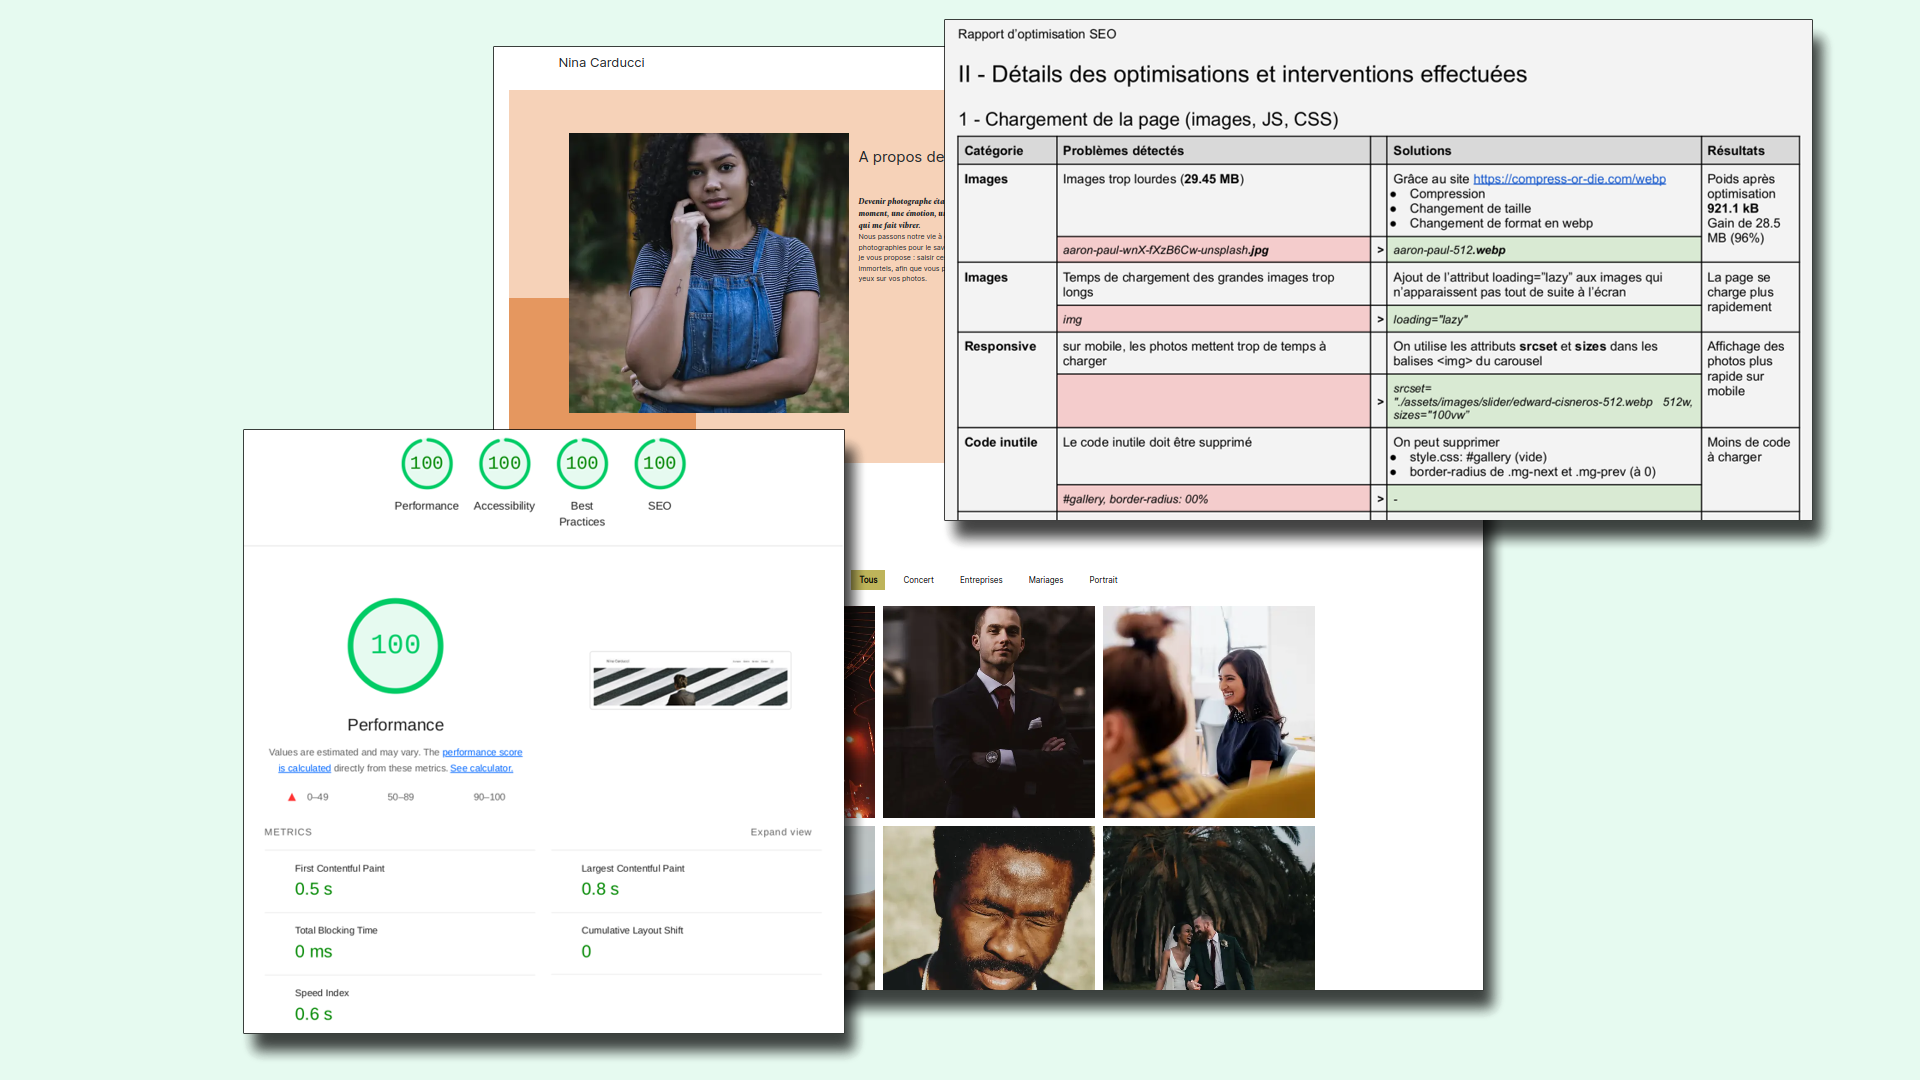 Nina Carducci
A propos de
Devenir photographe éta
moment, une émotion, u
qui me fait vibrer.
Nous passons notre vie à
photographies pour le sav
je vous propose : saisir ce
immortels, afin que vous p
yeux sur vos photos.
Rapport d'optimisation SEO
II - Détails des optimisations et interventions effectuées
1 - Chargement de la page (images, JS, CSS)
Catégorie Problèmes détectés Solutions Résultats
Images
Images trop lourdes (29.45 MB)
Grâce au site https://compress-or-die.com/webp
● Compression
● Changement de taille
● Changement de format en webp
Poids après
optimisation
921.1 kB
Gain de 28.5
MB (96%)
aaron-paul-wnX-fXzB6Cw-unsplash.jpg > aaron-paul-512.webp
Images
Temps de chargement des grandes images trop
longs
Ajout de l'attribut loading=”lazy” aux images qui
n'apparaissent pas tout de suite à l'écran
La page se
charge plus
rapidement
img > loading="lazy"
Responsive
sur mobile, les photos mettent trop de temps à
charger
On utilise les attributs srcset et sizes dans les
balises <img> du carousel
Affichage des
photos plus
rapide sur
mobile
>
srcset=
"./assets/images/slider/edward-cisneros-512.webp 512w,
sizes="100vw”
Code inutile
Le code inutile doit être supprimé
On peut supprimer
● style.css: #gallery (vide)
● border-radius de .mg-next et .mg-prev (à 0)
Moins de code
à charger
#gallery, border-radius: 00% > -
Tous Concert Entreprises Mariages Portrait
100 100 100 100
Performance Accessibility Best
Practices SEO
100
Performance
Values are estimated and may vary. The performance score
is calculated directly from these metrics. See calculator.
0–49 50–89 90–100
Nina Carducci
METRICS Expand view
First Contentful Paint
0.5 s
Largest Contentful Paint
0.8 s
Total Blocking Time
0 ms
Cumulative Layout Shift
0
Speed Index
0.6 s